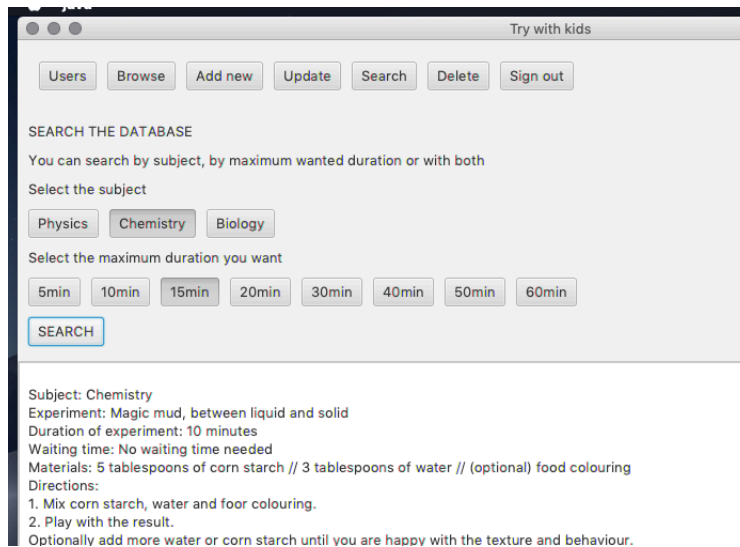 Try with kids
Users Browse Add new Update Search Delete Sign out
SEARCH THE DATABASE
You can search by subject, by maximum wanted duration or with both
Select the subject
Physics Chemistry Biology
Select the maximum duration you want
5min 10min 15min 20min 30min 40min 50min 60min
SEARCH
Subject: Chemistry
Experiment: Magic mud, between liquid and solid
Duration of experiment: 10 minutes
Waiting time: No waiting time needed
Materials: 5 tablespoons of corn starch // 3 tablespoons of water // (optional) food colouring
Directions:
1. Mix corn starch, water and foor colouring.
2. Play with the result.
Optionally add more water or corn starch until you are happy with the texture and behaviour.